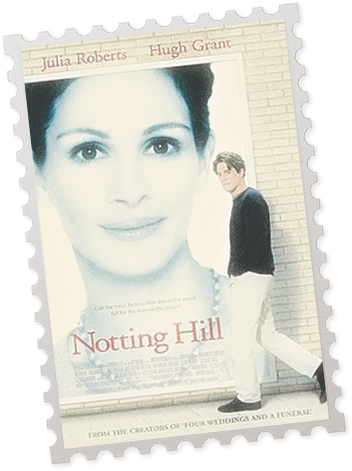 Julia Roberts Hugh Grant
Can the most famous film star in the world
fall for the man on the street?
Notting Hill
FROM THE CREATORS OF 'FOUR WEDDINGS AND A FUNERAL'